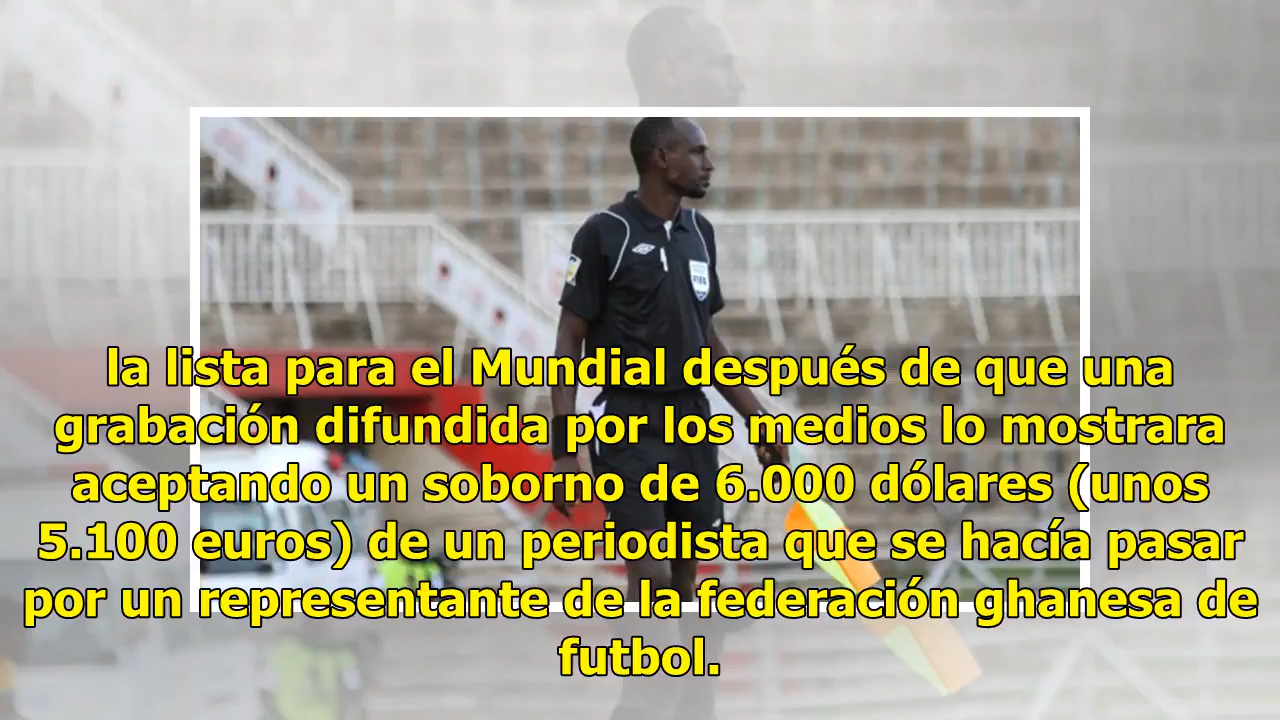 la lista para el Mundial después de que una
grabación difundida por los medios lo mostrara
aceptando un soborno de 6.000 dólares (unos
5.100 euros) de un periodista que se hacía pasar
por un representante de la federación ghanesa de
futbol.
FIFA